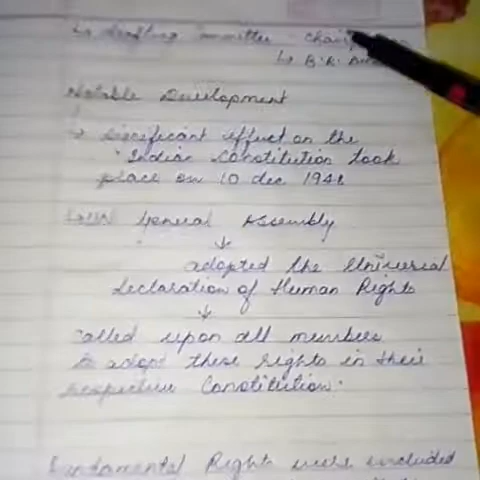 Drafting Committee - Chair
↳ B.R.
Notable Development
→ significant effect on the
Indian Constitution took
place on 10 dec 1948
General Assembly
↓
adopted the Universal
declaration of Human Rights
↓
called upon all members
to adopt these rights in their
respective Constitution.
Fundamental Rights were included